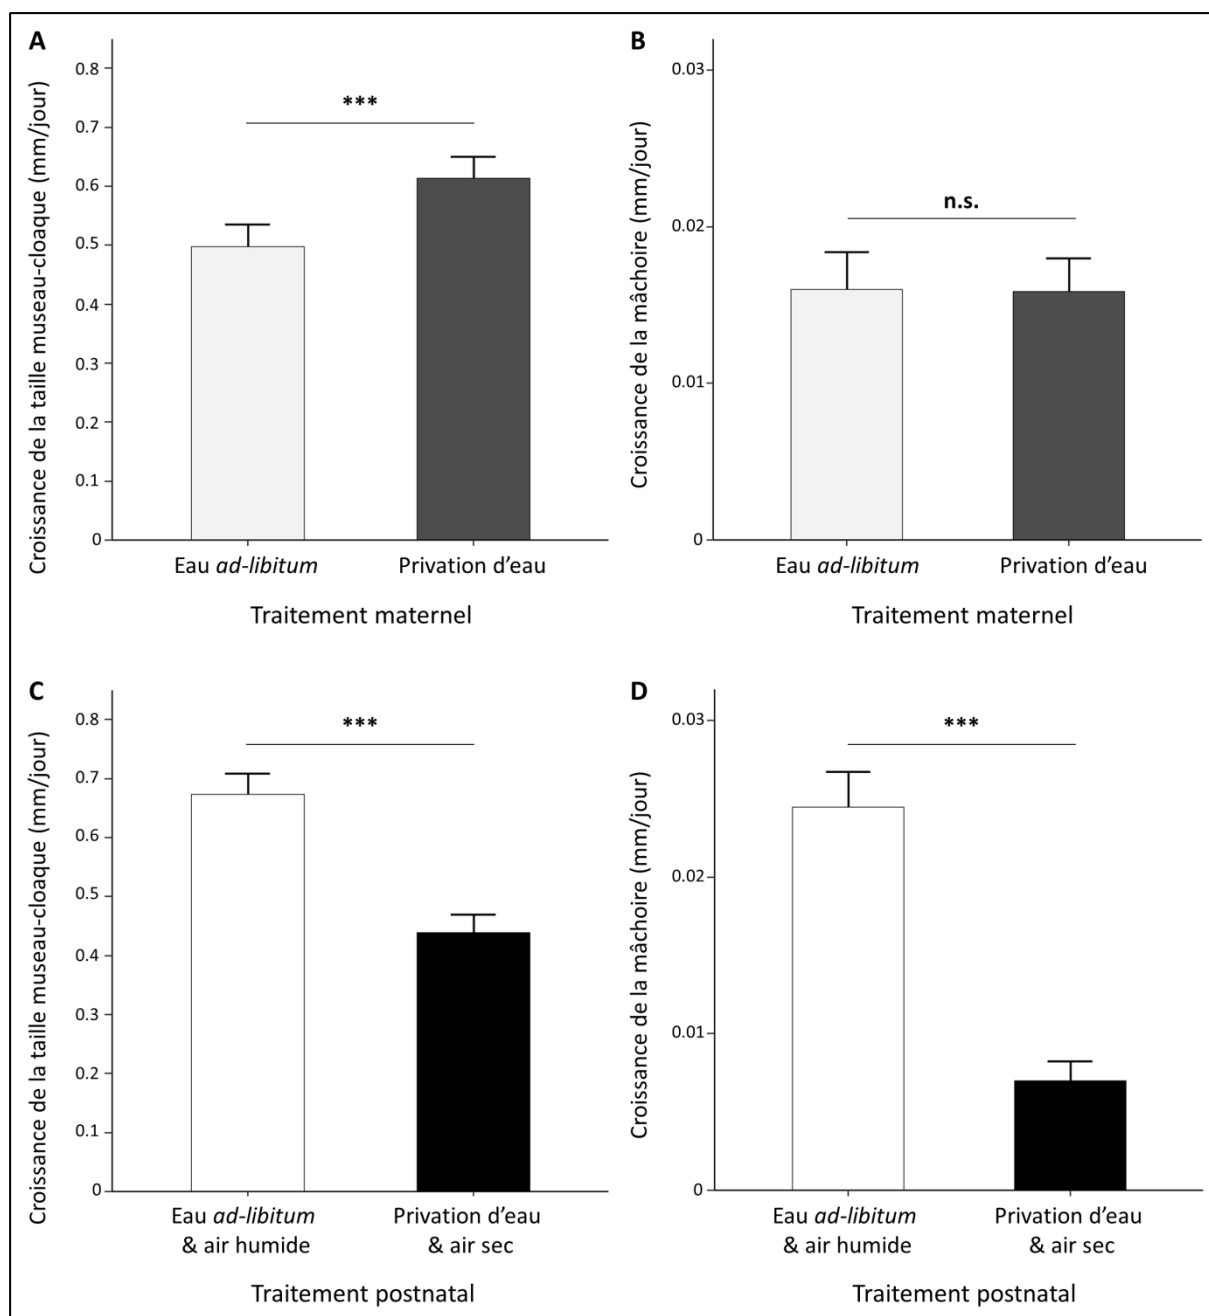 A
Croissance de la taille museau-cloaque (mm/jour)
0.8
0.7
0.6
0.5
0.4
0.3
0.2
0.1
0
***
Eau ad-libitum
Privation d’eau
Traitement maternel
B
Croissance de la mâchoire (mm/jour)
0.03
0.02
0.01
0
n.s.
Eau ad-libitum
Privation d’eau
Traitement maternel
C
Croissance de la taille museau-cloaque (mm/jour)
0.8
0.7
0.6
0.5
0.4
0.3
0.2
0.1
0
***
Eau ad-libitum
& air humide
Privation d’eau
& air sec
Traitement postnatal
D
Croissance de la mâchoire (mm/jour)
0.03
0.02
0.01
0
***
Eau ad-libitum
& air humide
Privation d’eau
& air sec
Traitement postnatal